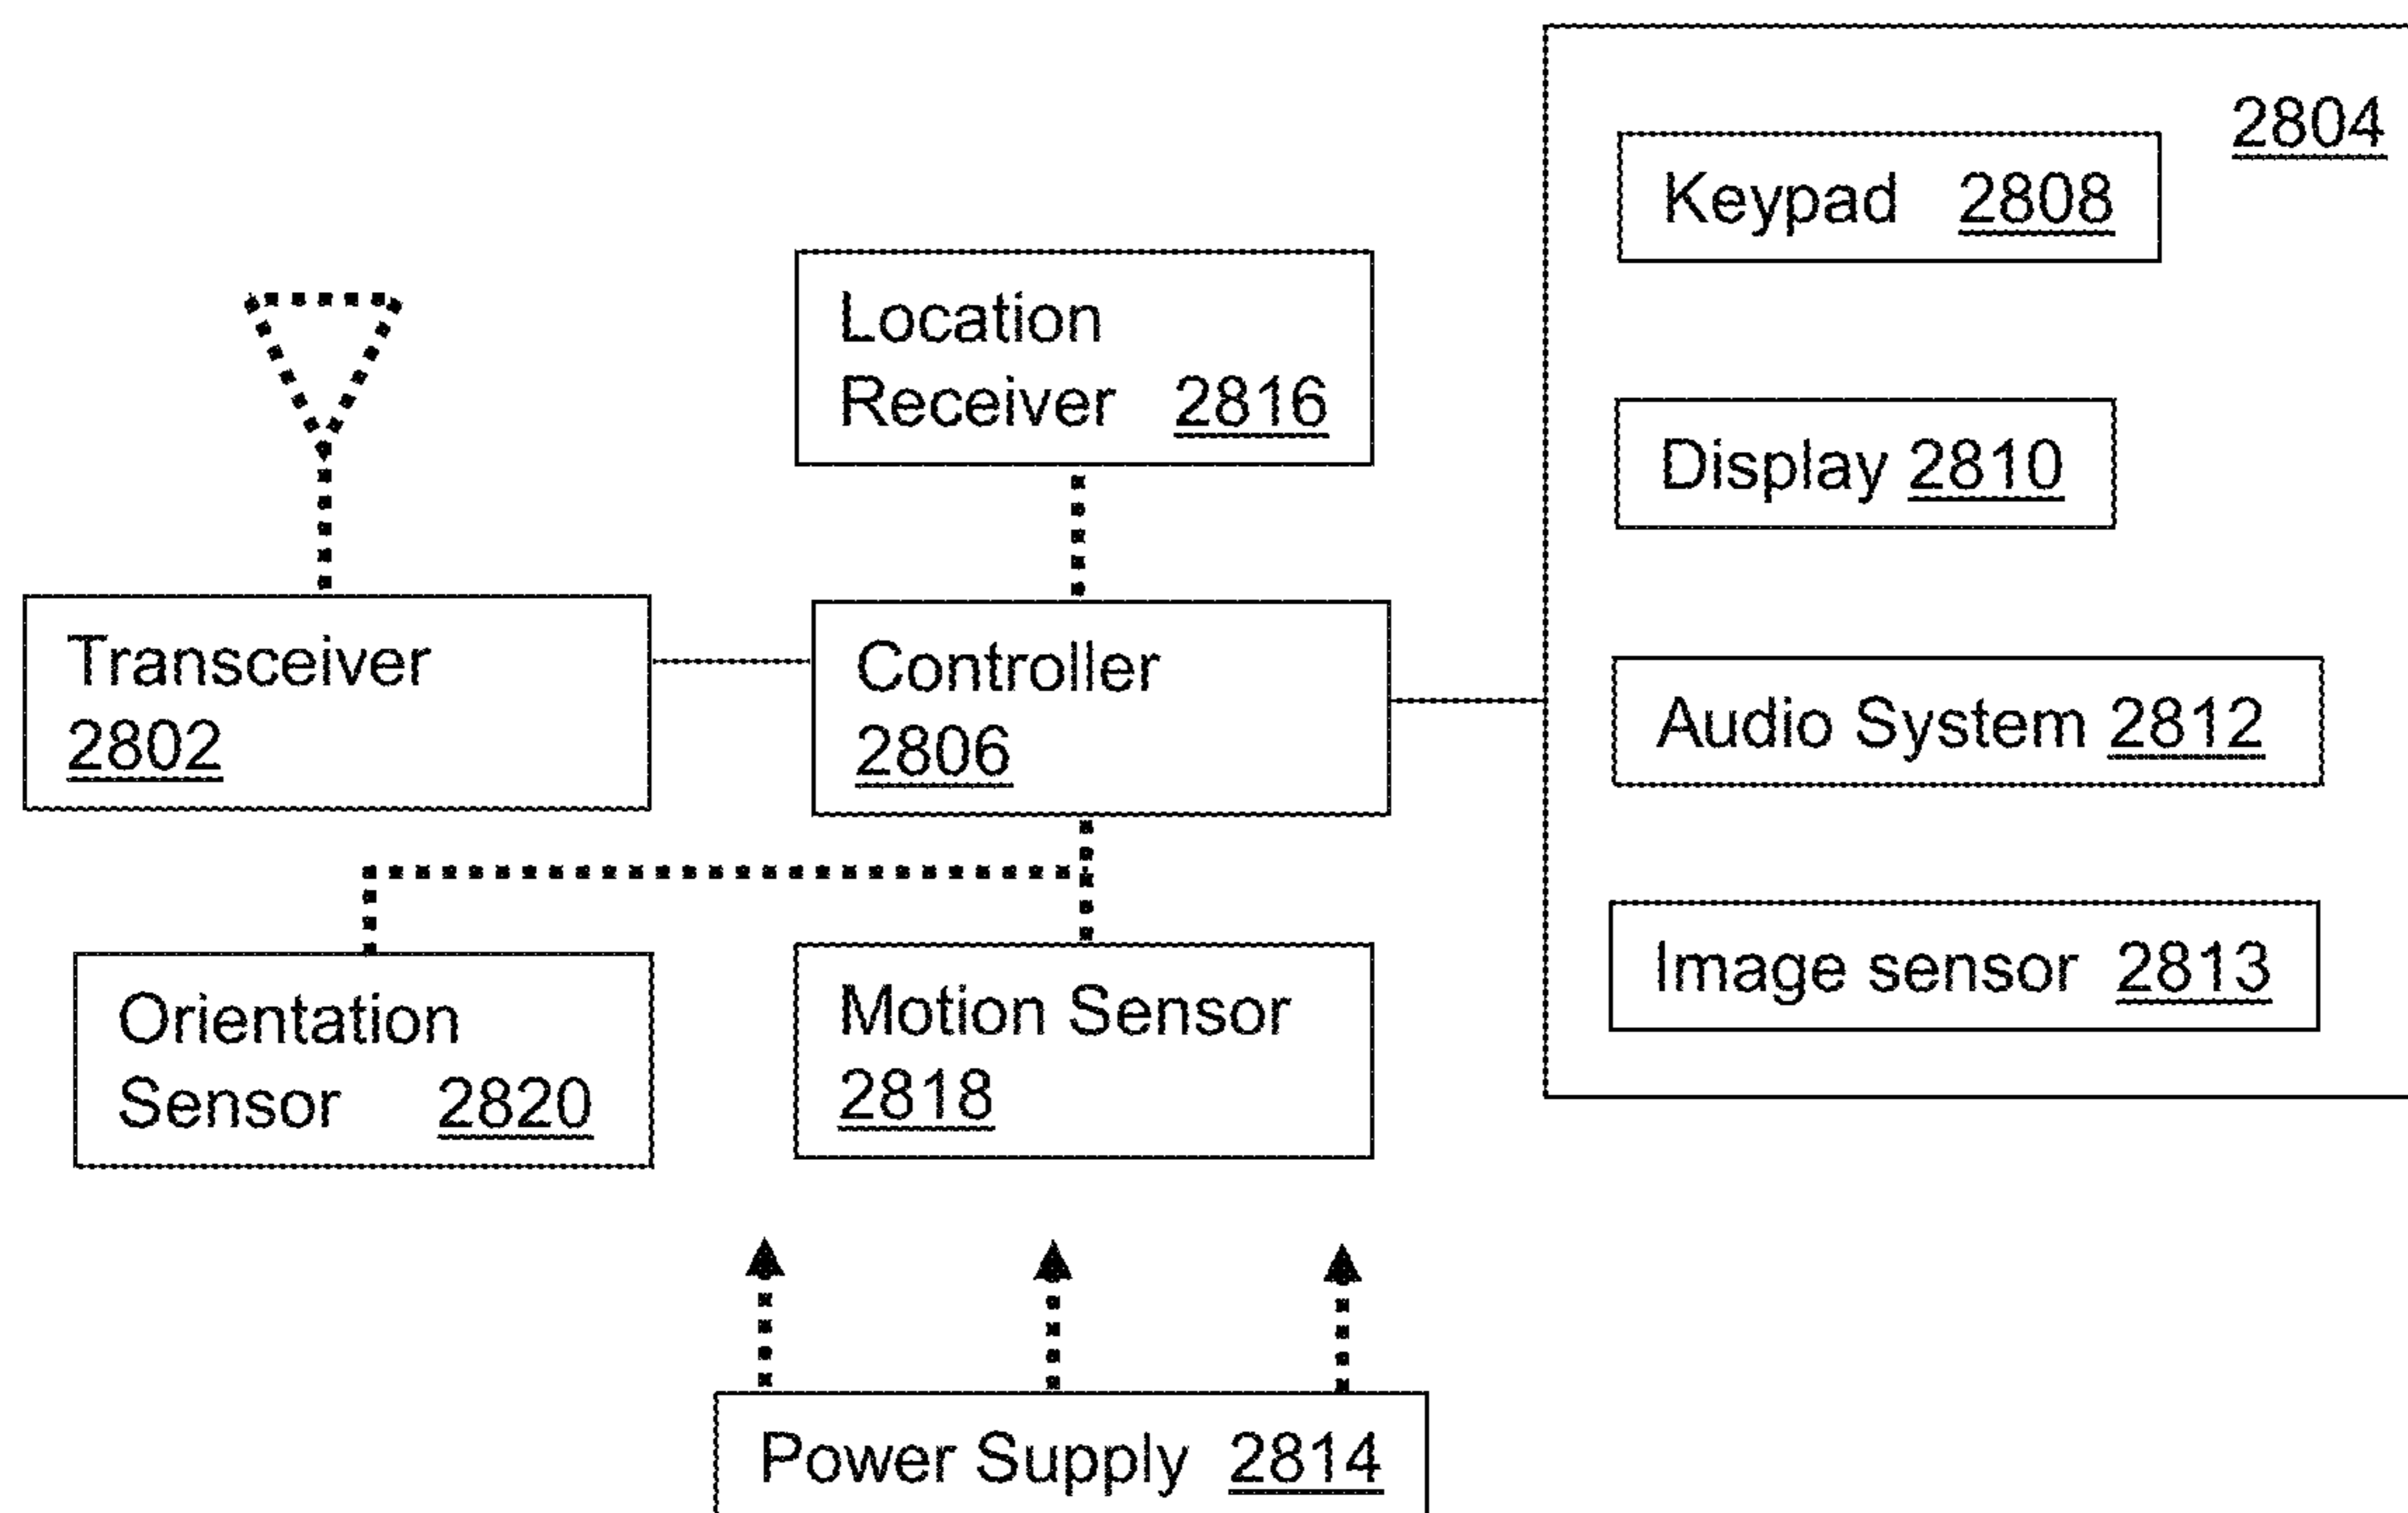 2804
Keypad 2808
Location
Receiver 2816
Display 2810
Transceiver
2802
Controller
2806
Audio System 2812
Orientation
Sensor 2820
Motion Sensor
2818
Image sensor 2813
Power Supply 2814